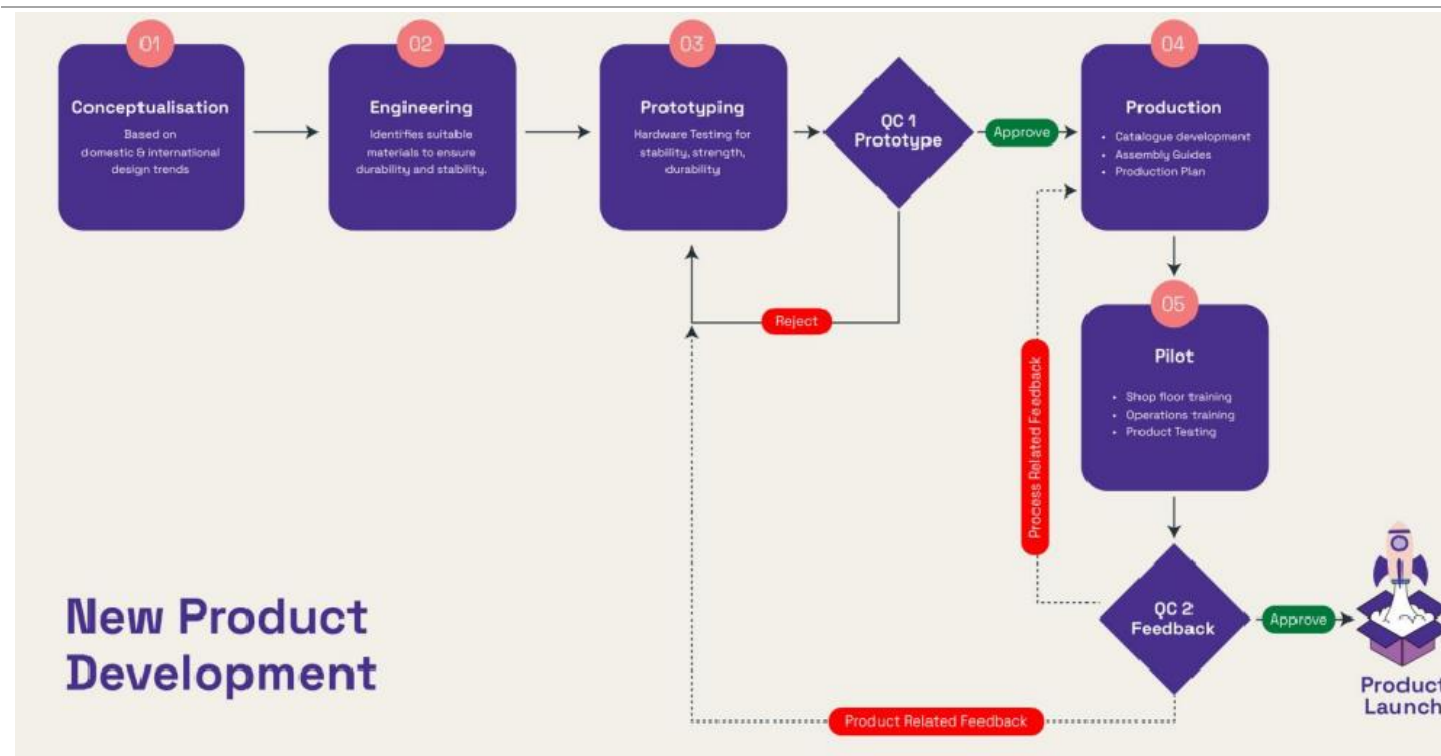 01
Conceptualisation
Based on
domestic & international
design trends
02
Engineering
Identifies suitable
materials to ensure
durability and stability.
03
Prototyping
Hardware Testing for
stability, strength,
durability
QC 1
Prototype
Approve
Reject
04
Production
• Catalogue development
• Assembly Guides
• Production Plan
05
Pilot
• Shop floor training
• Operations training
• Product Testing
Process Related Feedback
QC 2
Feedback
Approve
Product
Launch
Product Related Feedback
New Product
Development